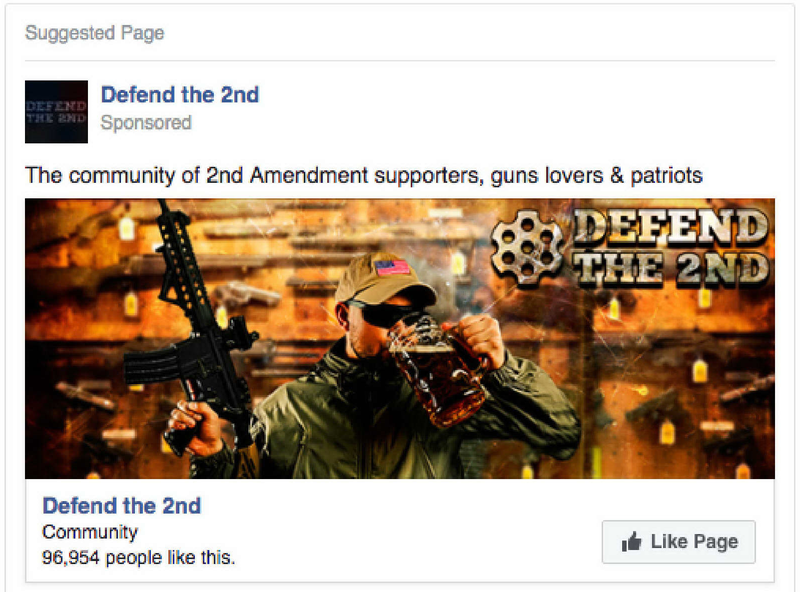 Suggested Page
DEFEND
THE 2ND
Defend the 2nd
Sponsored
The community of 2nd Amendment supporters, guns lovers & patriots
DEFEND
THE 2ND
Defend the 2nd
Community
96,954 people like this.
Like Page